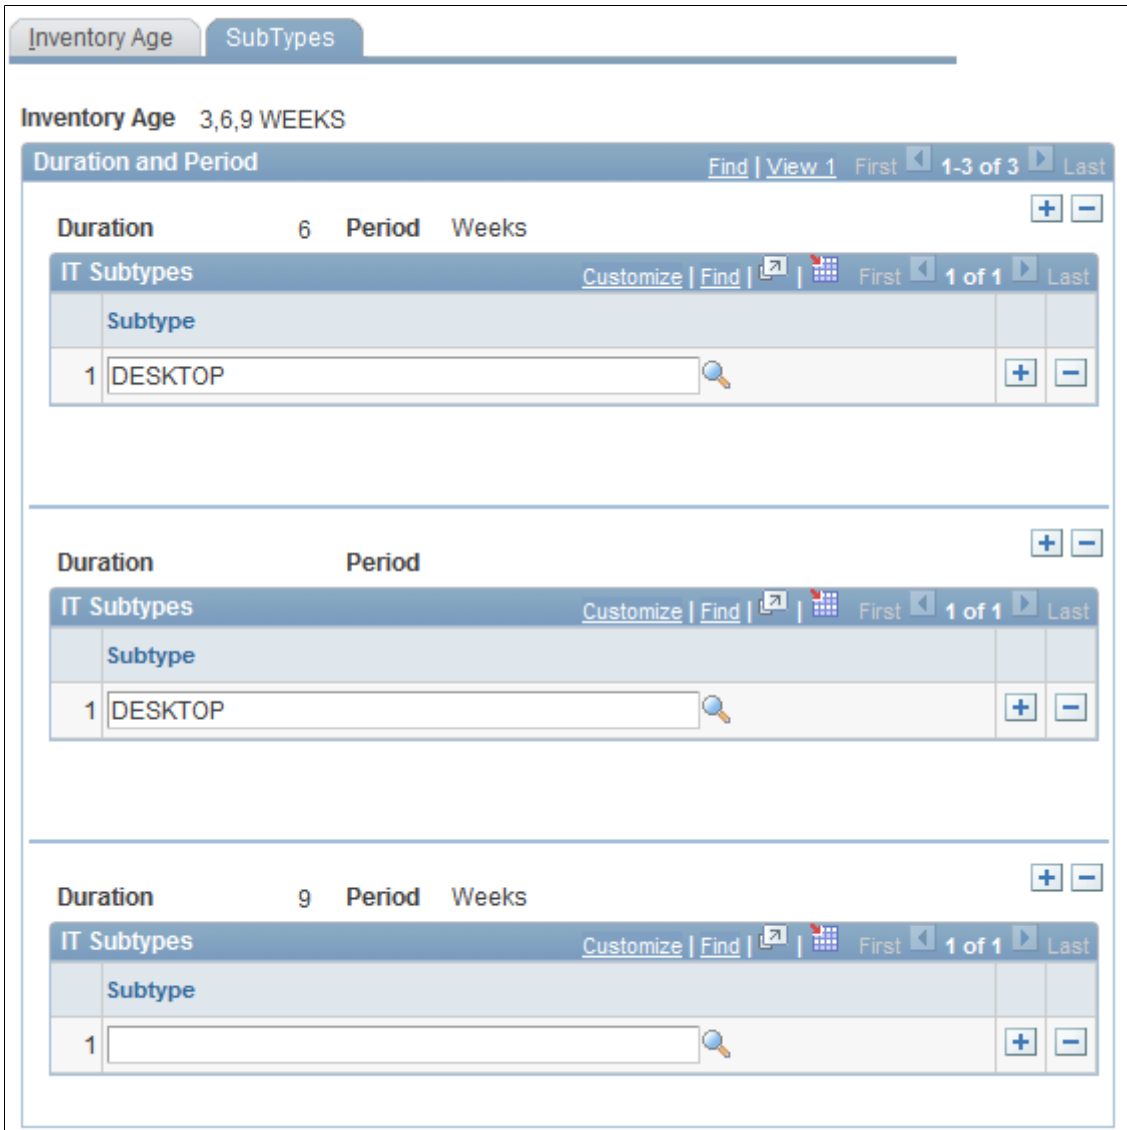 Inventory Age SubTypes
Inventory Age 3,6,9 WEEKS
Duration and Period Find | View 1 First 1-3 of 3 Last
Duration 6 Period Weeks
IT Subtypes Customize | Find | | First 1 of 1 Last
Subtype
1 DESKTOP
Duration Period
IT Subtypes Customize | Find | | First 1 of 1 Last
Subtype
1 DESKTOP
Duration 9 Period Weeks
IT Subtypes Customize | Find | | First 1 of 1 Last
Subtype
1